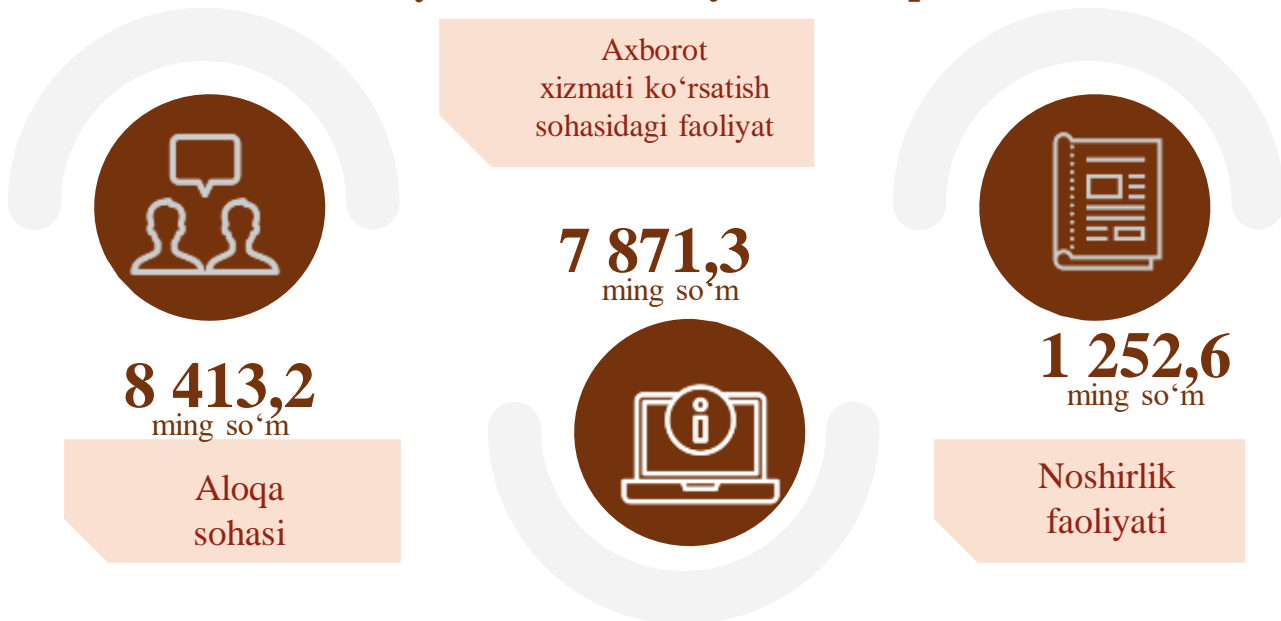 Axborot
xizmati ko‘rsatish
sohasidagi faoliyat
7 871,3
ming so‘m
8 413,2
ming so‘m
Aloqa
sohasi
1 252,6
ming so‘m
Noshirlik
faoliyati